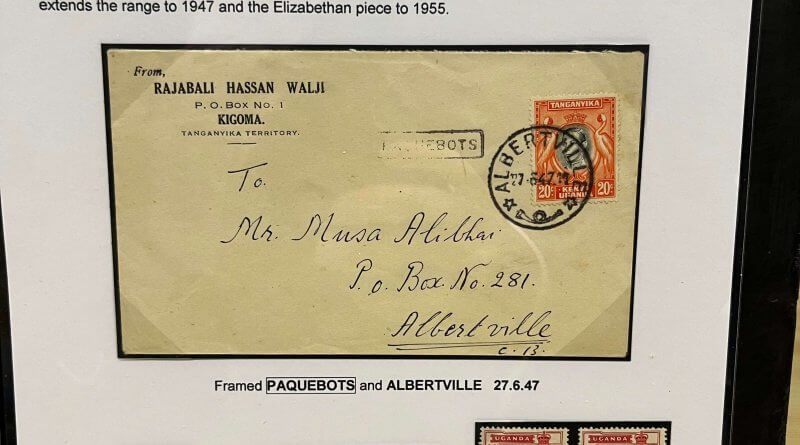 extends the range to 1947 and the Elizabethan piece to 1955.
From,
RAJABALI HASSAN WALJI
P. O. BOX NO. 1
KIGOMA.
TANGANYIKA TERRITORY.
PAQUEBOTS
TANGANYIKA
ALBERTVILLE
27-6-47
20c KENYA 20c
UGANDA
To.
Mr. Musa Alibhai
P.o Box No. 281.
Albertville
C. B.
Framed PAQUEBOTS and ALBERTVILLE 27.6.47
UGANDA UGANDA